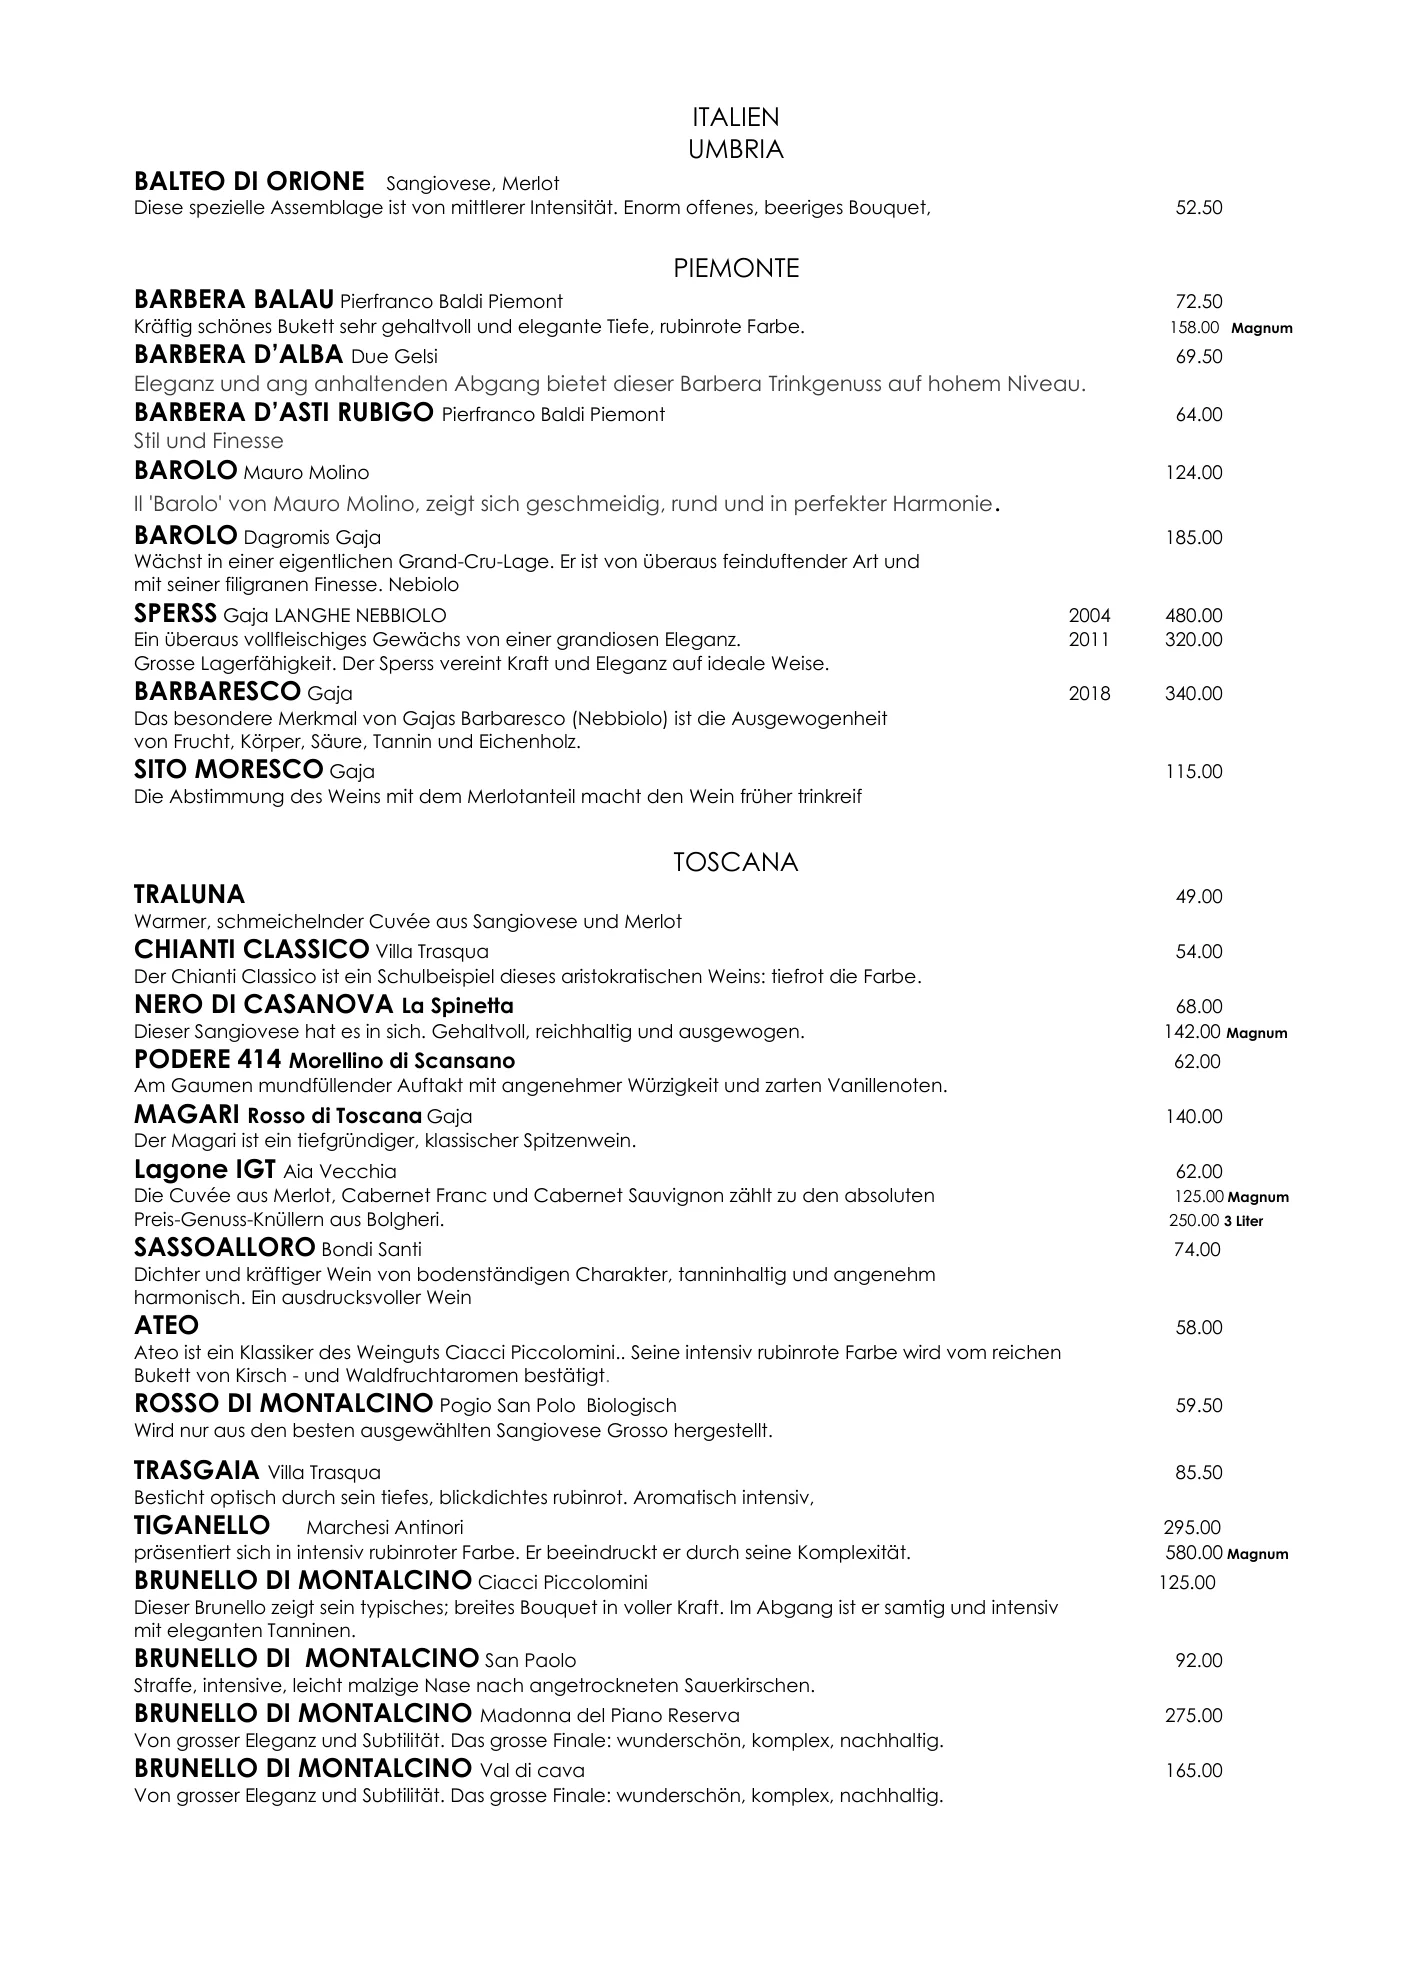 ITALIEN
UMBRIA
BALTEO DI ORIONE Sangiovese, Merlot
Diese spezielle Assemblage ist von mittlerer Intensität. Enorm offenes, beeriges Bouquet, 52.50
PIEMONTE
BARBERA BALAU Pierfranco Baldi Piemont 72.50
Kräftig schönes Bukett sehr gehaltvoll und elegante Tiefe, rubinrote Farbe. 158.00 Magnum
BARBERA D’ALBA Due Gelsi 69.50
Eleganz und ang anhaltenden Abgang bietet dieser Barbera Trinkgenuss auf hohem Niveau.
BARBERA D’ASTI RUBIGO Pierfranco Baldi Piemont 64.00
Stil und Finesse
BAROLO Mauro Molino 124.00
Il 'Barolo' von Mauro Molino, zeigt sich geschmeidig, rund und in perfekter Harmonie.
BAROLO Dagromis Gaja 185.00
Wächst in einer eigentlichen Grand-Cru-Lage. Er ist von überaus feinduftender Art und
mit seiner filigranen Finesse. Nebiolo
SPERSS Gaja LANGHE NEBBIOLO 2004 480.00
Ein überaus vollfleischiges Gewächs von einer grandiosen Eleganz. 2011 320.00
Grosse Lagerfähigkeit. Der Sperss vereint Kraft und Eleganz auf ideale Weise.
BARBARESCO Gaja 2018 340.00
Das besondere Merkmal von Gajas Barbaresco (Nebbiolo) ist die Ausgewogenheit
von Frucht, Körper, Säure, Tannin und Eichenholz.
SITO MORESCO Gaja 115.00
Die Abstimmung des Weins mit dem Merlotanteil macht den Wein früher trinkreif
TOSCANA
TRALUNA 49.00
Warmer, schmeichelnder Cuvée aus Sangiovese und Merlot
CHIANTI CLASSICO Villa Trasqua 54.00
Der Chianti Classico ist ein Schulbeispiel dieses aristokratischen Weins: tiefrot die Farbe.
NERO DI CASANOVA La Spinetta 68.00
Dieser Sangiovese hat es in sich. Gehaltvoll, reichhaltig und ausgewogen. 142.00 Magnum
PODERE 414 Morellino di Scansano 62.00
Am Gaumen mundfüllender Auftakt mit angenehmer Würzigkeit und zarten Vanillenoten.
MAGARI Rosso di Toscana Gaja 140.00
Der Magari ist ein tiefgründiger, klassischer Spitzenwein.
Lagone IGT Aia Vecchia 62.00
Die Cuvée aus Merlot, Cabernet Franc und Cabernet Sauvignon zählt zu den absoluten 125.00 Magnum
Preis-Genuss-Knüllern aus Bolgheri. 250.00 3 Liter
SASSOALLORO Bondi Santi 74.00
Dichter und kräftiger Wein von bodenständigen Charakter, tanninhaltig und angenehm
harmonisch. Ein ausdrucksvoller Wein
ATEO 58.00
Ateo ist ein Klassiker des Weinguts Ciacci Piccolomini.. Seine intensiv rubinrote Farbe wird vom reichen
Bukett von Kirsch - und Waldfruchtaromen bestätigt.
ROSSO DI MONTALCINO Pogio San Polo Biologisch 59.50
Wird nur aus den besten ausgewählten Sangiovese Grosso hergestellt.
TRASGAIA Villa Trasqua 85.50
Besticht optisch durch sein tiefes, blickdichtes rubinrot. Aromatisch intensiv,
TIGANELLO Marchesi Antinori 295.00
präsentiert sich in intensiv rubinroter Farbe. Er beeindruckt er durch seine Komplexität. 580.00 Magnum
BRUNELLO DI MONTALCINO Ciacci Piccolomini 125.00
Dieser Brunello zeigt sein typisches; breites Bouquet in voller Kraft. Im Abgang ist er samtig und intensiv
mit eleganten Tanninen.
BRUNELLO DI MONTALCINO San Paolo 92.00
Straffe, intensive, leicht malzige Nase nach angetrockneten Sauerkirschen.
BRUNELLO DI MONTALCINO Madonna del Piano Reserva 275.00
Von grosser Eleganz und Subtilität. Das grosse Finale: wunderschön, komplex, nachhaltig.
BRUNELLO DI MONTALCINO Val di cava 165.00
Von grosser Eleganz und Subtilität. Das grosse Finale: wunderschön, komplex, nachhaltig.